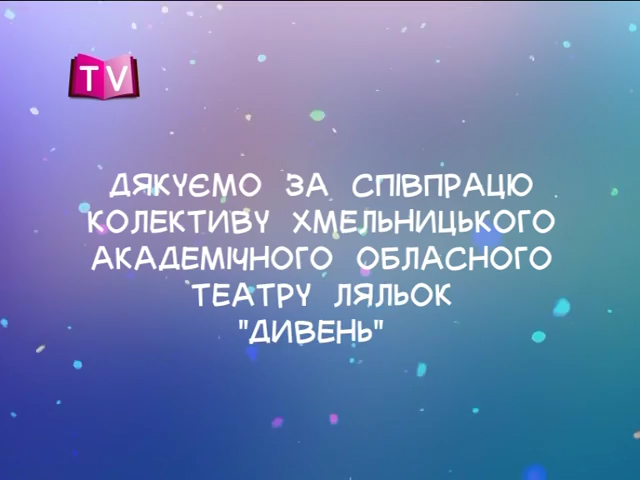 TV
ДЯКУЄМО ЗА СПІВПРАЦЮ
КОЛЕКТИВУ ХМЕЛЬНИЦЬКОГО
АКАДЕМІЧНОГО ОБЛАСНОГО
ТЕАТРУ ЛЯЛЬОК
"ДИВЕНЬ"